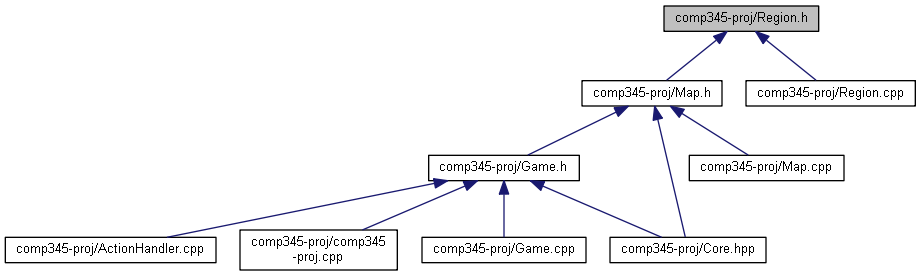 comp345-proj/Region.h
comp345-proj/Map.h
comp345-proj/Region.cpp
comp345-proj/Game.h
comp345-proj/Map.cpp
comp345-proj/ActionHandler.cpp
comp345-proj/comp345
-proj.cpp
comp345-proj/Game.cpp
comp345-proj/Core.hpp